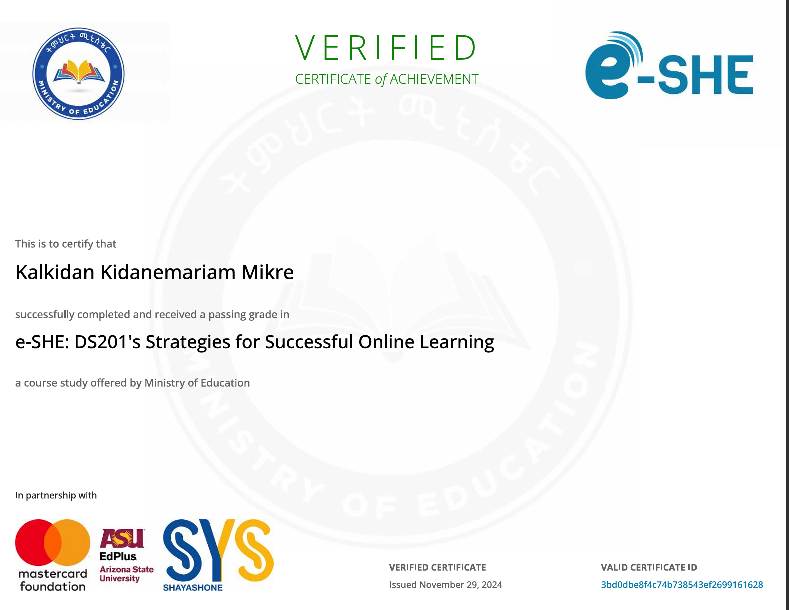 ትምህርት ሚኒስቴር
MINISTRY OF EDUCATION
VERIFIED
CERTIFICATE of ACHIEVEMENT
e-SHE
ትምህርት ሚኒስቴር
MINISTRY OF EDUCATION
This is to certify that
Kalkidan Kidanemariam Mikre
successfully completed and received a passing grade in
e-SHE: DS201's Strategies for Successful Online Learning
a course study offered by Ministry of Education
In partnership with
mastercard
foundation
ASU
EdPlus
Arizona State
University
SYS
SHAYASHONE
VERIFIED CERTIFICATE
Issued November 29, 2024
VALID CERTIFICATE ID
3bd0dbe8f4c74b738543ef2699161628